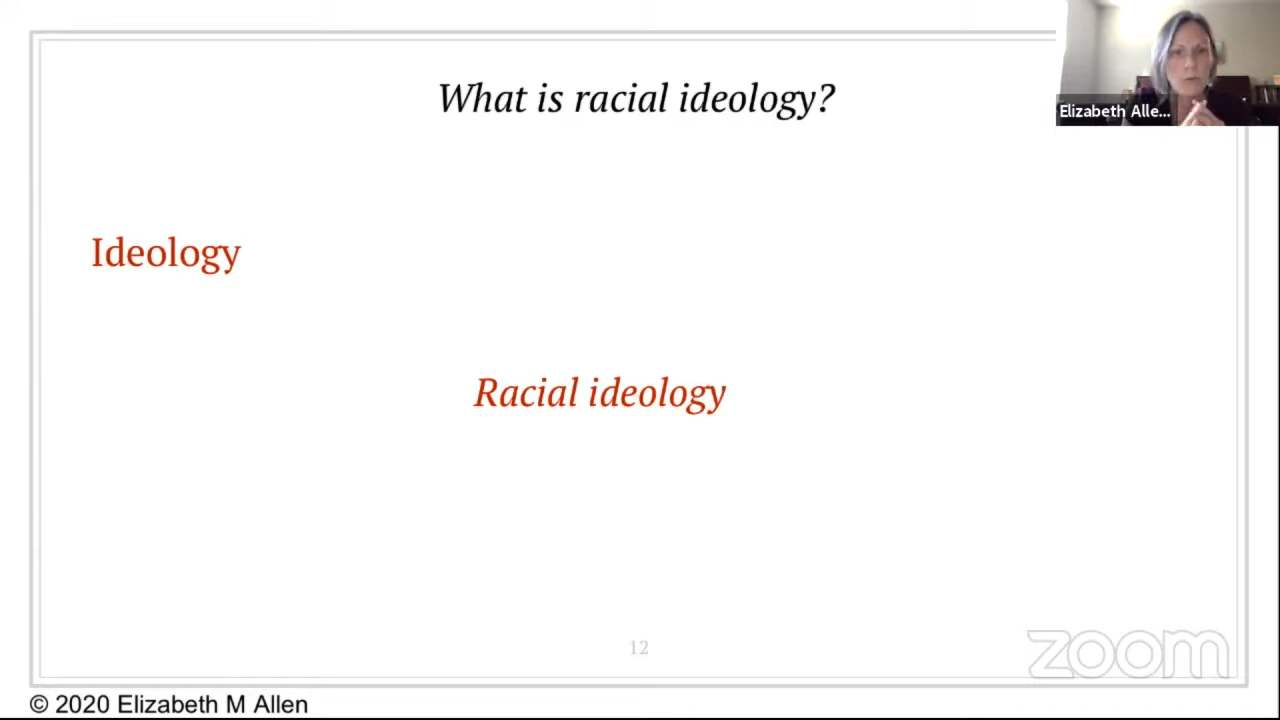 What is racial ideology?
Elizabeth Alle...
Ideology
Racial ideology
12
zoom
© 2020 Elizabeth M Allen